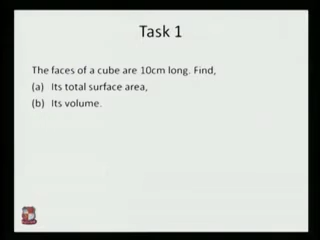 Task 1
The faces of a cube are 10cm long. Find,
(a) Its total surface area,
(b) Its volume.